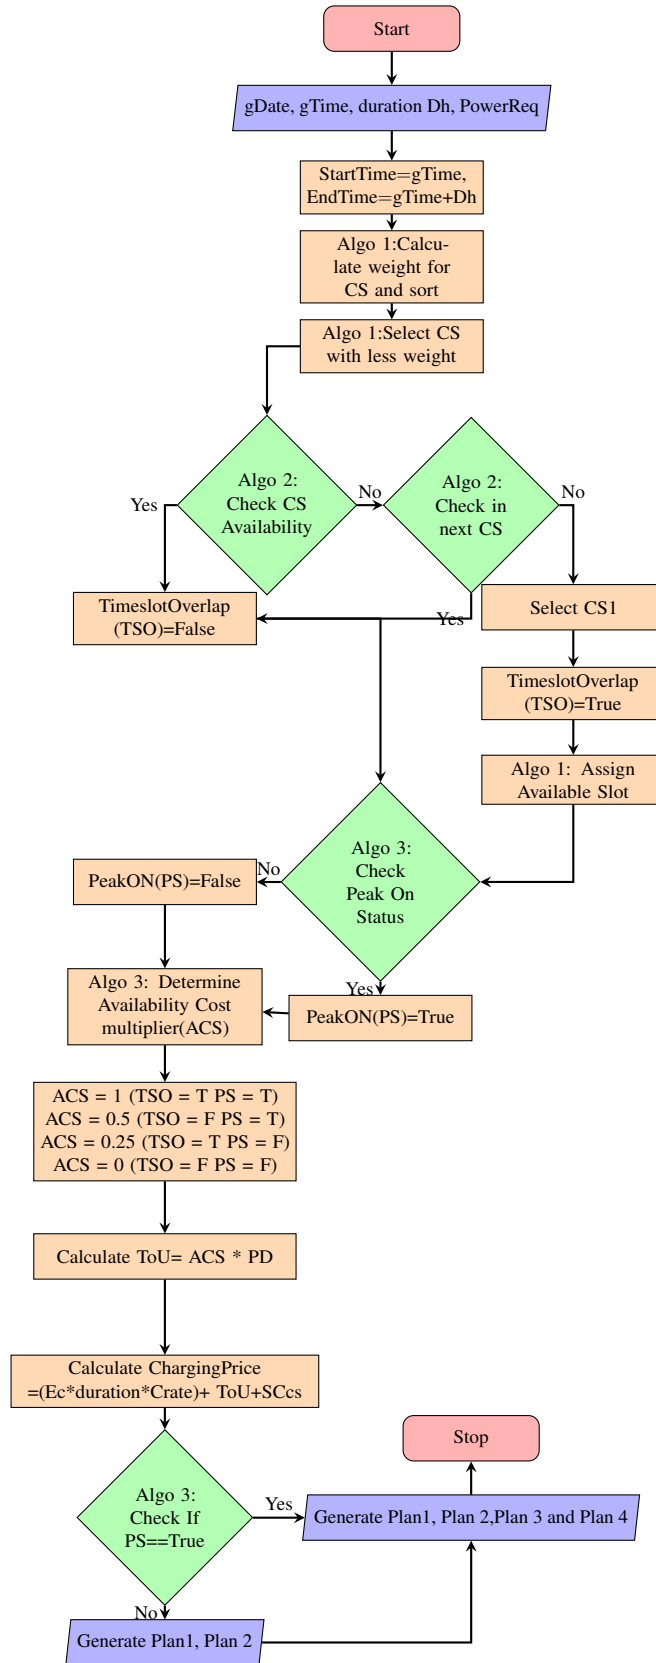 Start
gDate, gTime, duration Dh, PowerReq
StartTime=gTime,
EndTime=gTime+Dh
Algo 1:Calcu-
late weight for
CS and sort
Algo 1:Select CS
with less weight
Algo 2:
Check CS
Availability
Yes
No
Algo 2:
Check in
next CS
No
Yes
TimeslotOverlap
(TSO)=False
Select CS1
TimeslotOverlap
(TSO)=True
Algo 1: Assign
Available Slot
Algo 3:
Check
Peak On
Status
No
Yes
PeakON(PS)=False
PeakON(PS)=True
Algo 3: Determine
Availability Cost
multiplier(ACS)
ACS = 1 (TSO = T PS = T)
ACS = 0.5 (TSO = F PS = T)
ACS = 0.25 (TSO = T PS = F)
ACS = 0 (TSO = F PS = F)
Calculate ToU= ACS * PD
Calculate ChargingPrice
=(Ec*duration*Crate)+ ToU+SCcs
Algo 3:
Check If
PS==True
Yes
No
Stop
Generate Plan1, Plan 2,Plan 3 and Plan 4
Generate Plan1, Plan 2